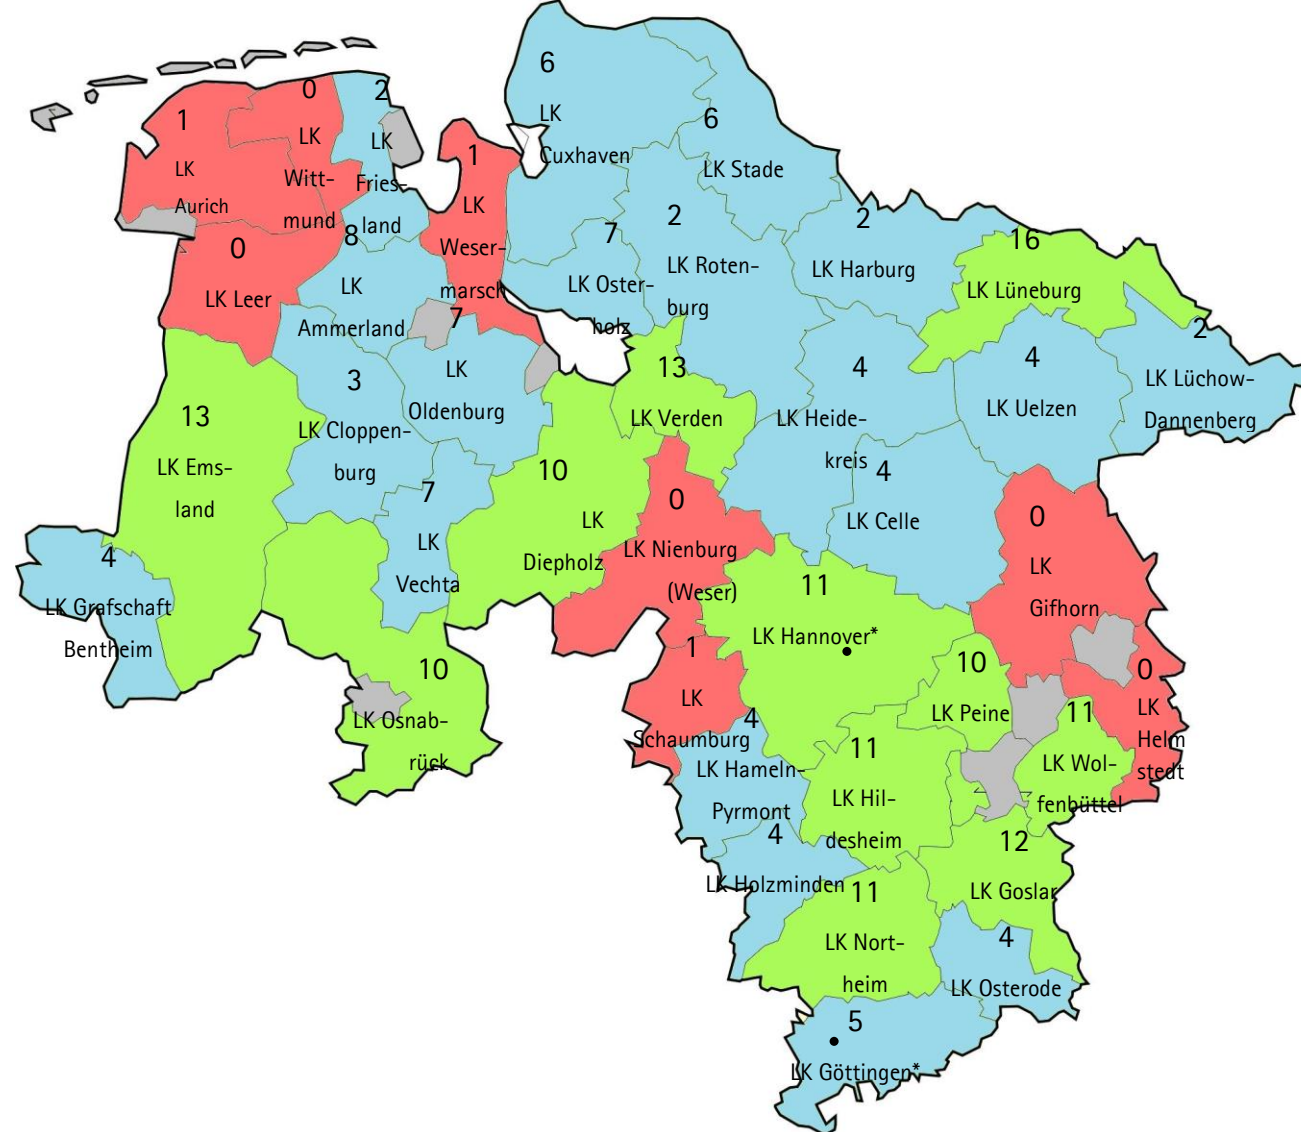 6
LK
Cuxhaven
6
LK Stade
0
LK
Witt-
mund
2
LK
Fries-
land
1
LK
Aurich
1
LK
Weser-
marsch
0
LK Leer
8
LK
Ammerland
7
LK Oster-
holz
2
LK Roten-
burg
2
LK Harburg
16
LK Lüneburg
2
LK Lüchow-
Dannenberg
7
LK
Oldenburg
3
LK Cloppen-
burg
13
LK Verden
4
LK Heide-
kreis
4
LK Uelzen
13
LK Ems-
land
7
LK
Vechta
10
LK
Diepholz
0
LK Nienburg
(Weser)
4
LK Celle
0
LK
Gifhorn
4
LK Grafschaft
Bentheim
11
LK Hannover*
10
LK Osnab-
rück
1
LK
Schaumburg
10
LK Peine
0
LK
Helm
stedt
11
LK Wol-
fenbüttel
4
LK Hameln-
Pyrmont
11
LK Hil-
desheim
4
LK Holzminden
12
LK Goslar
11
LK Nort-
heim
4
LK Osterode
5
LK Göttingen*